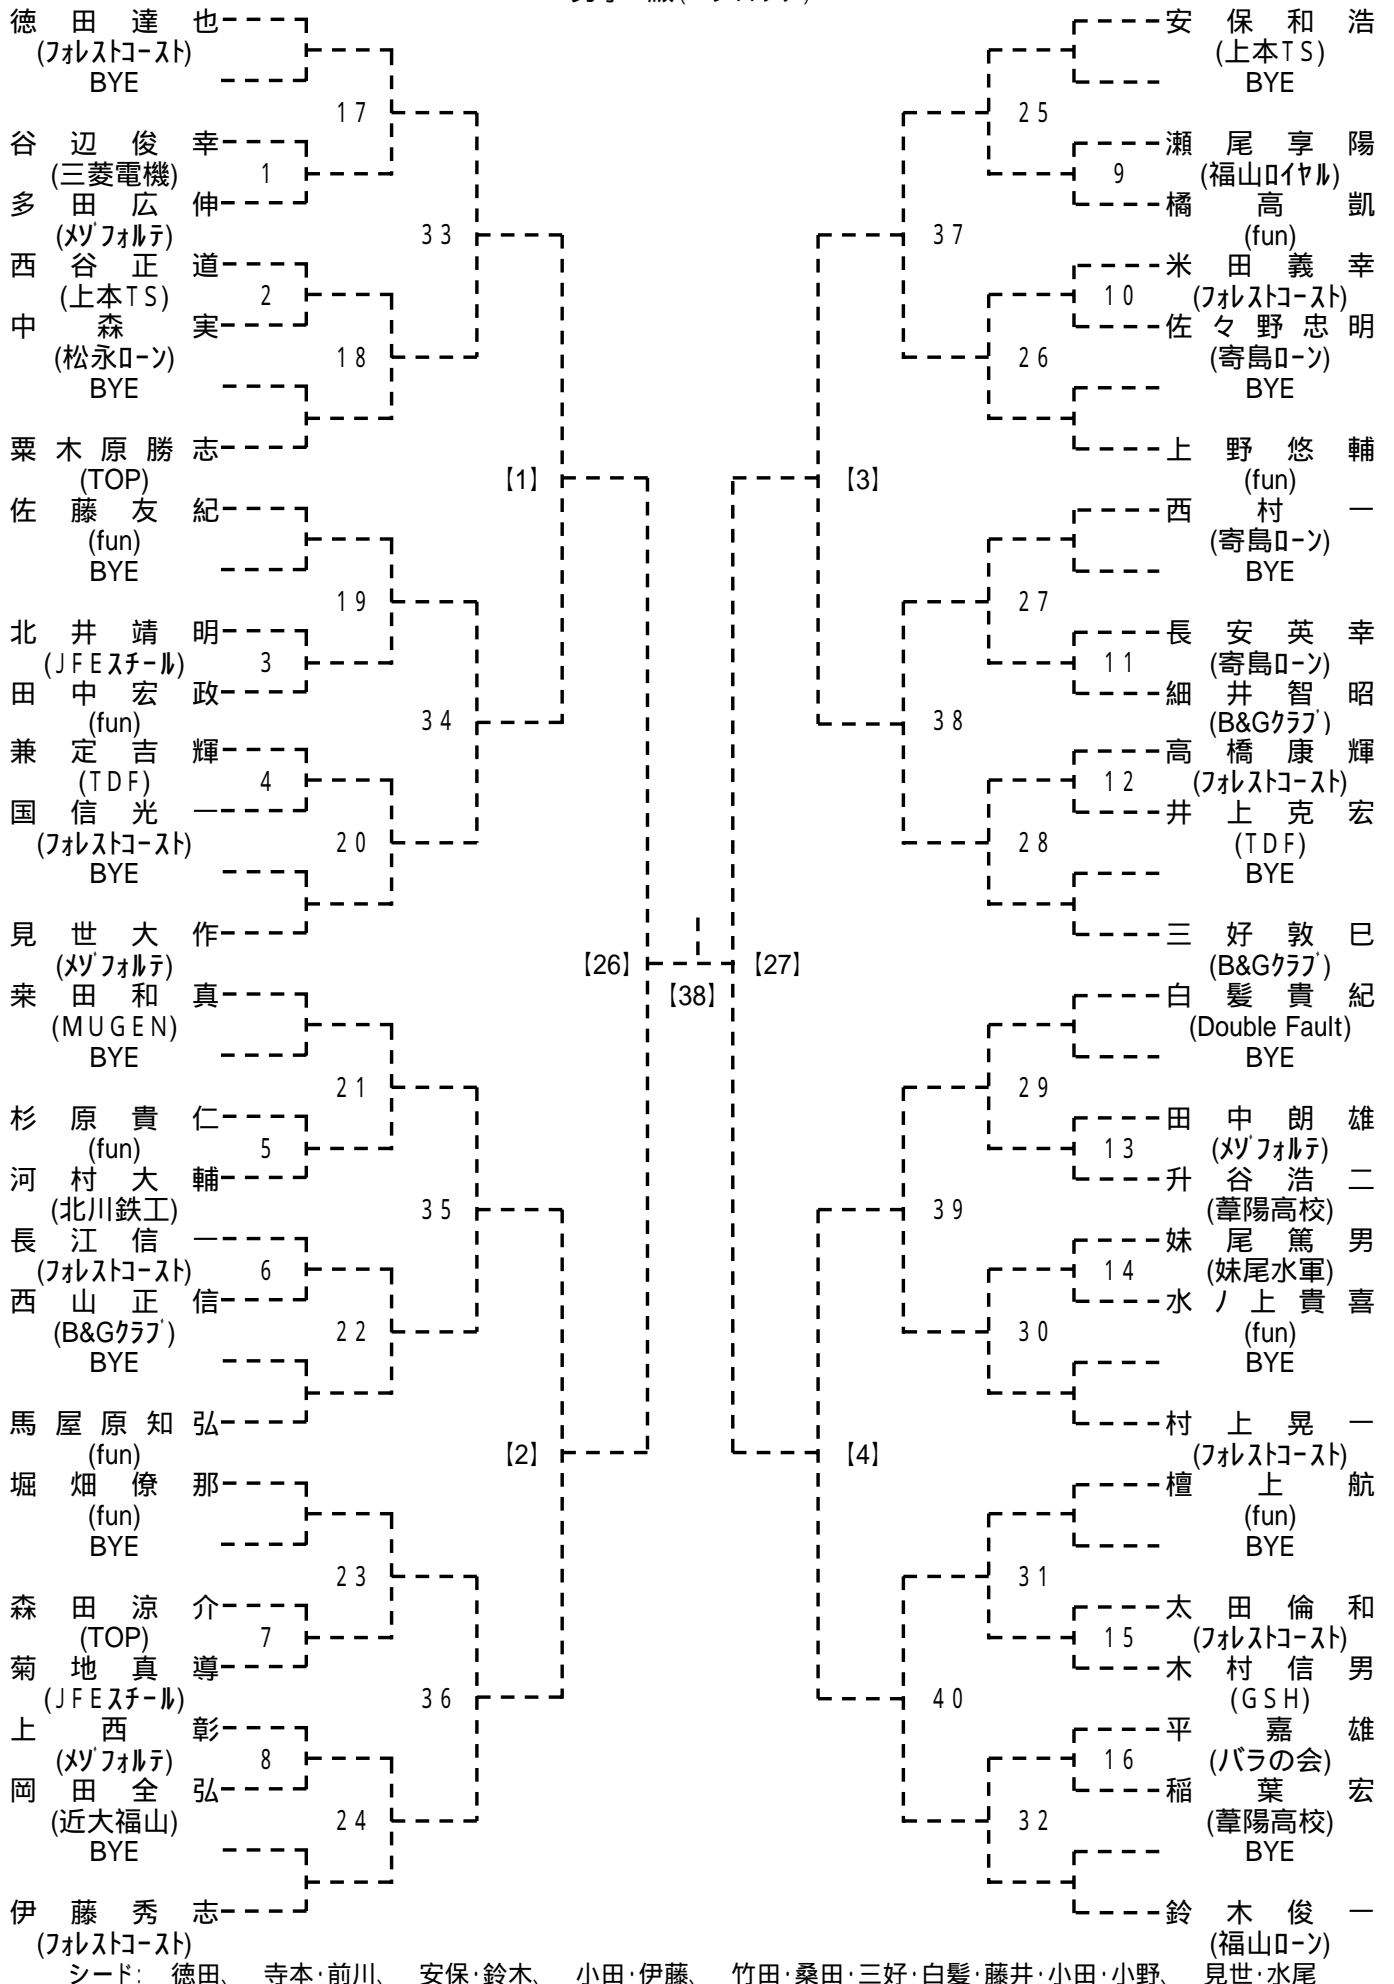 徳田達也
(フォレストコースト)
BYE
17
谷辺俊幸
(三菱電機)
1
多田広伸
(メゾフォルテ)
33
西谷正道
(上本TS)
2
中森実
(松永ローン)
18
BYE
粟木原勝志
(TOP)
【1】
佐藤友紀
(fun)
BYE
19
北井靖明
(JFEスチール)
3
田中宏政
(fun)
34
兼定吉輝
(TDF)
4
国信光一
(フォレストコースト)
20
BYE
見世大作
(メゾフォルテ)
【26】
桒田和真
(MUGEN)
BYE
21
杉原貴仁
(fun)
5
河村大輔
(北川鉄工)
35
長江信一
(フォレストコースト)
6
西山正信
(B&Gクラブ)
22
BYE
馬屋原知弘
(fun)
【2】
堀畑僚那
(fun)
BYE
23
森田涼介
(TOP)
7
菊地真導
(JFEスチール)
36
上西彰
(メゾフォルテ)
8
岡田全弘
(近大福山)
24
BYE
伊藤秀志
(フォレストコースト)
【38】
安保和浩
(上本TS)
BYE
25
瀬尾享陽
9
(福山ロイヤル)
橘高凱
(fun)
37
米田義幸
10
(フォレストコースト)
佐々野忠明
(寄島ローン)
26
BYE
上野悠輔
(fun)
【3】
西村一
(寄島ローン)
BYE
27
長安英幸
11
(寄島ローン)
細井智昭
(B&Gクラブ)
38
高橋康輝
12
(フォレストコースト)
井上克宏
(TDF)
28
BYE
三好敦巳
(B&Gクラブ)
【27】
白髪貴紀
(Double Fault)
BYE
29
田中朗雄
13
(メゾフォルテ)
升谷浩二
(葦陽高校)
39
妹尾篤男
14
(妹尾水軍)
水ノ上貴喜
(fun)
30
BYE
村上晃一
(フォレストコースト)
【4】
檀上航
(fun)
BYE
31
太田倫和
15
(フォレストコースト)
木村信男
(GSH)
40
平嘉雄
16
(バラの会)
稲葉宏
(葦陽高校)
32
BYE
鈴木俊一
(福山ローン)
シード: 徳田、 寺本・前川、 安保・鈴木、 小田・伊藤、 竹田・桑田・三好・白髪・藤井・小田・小野、 見世・水尾